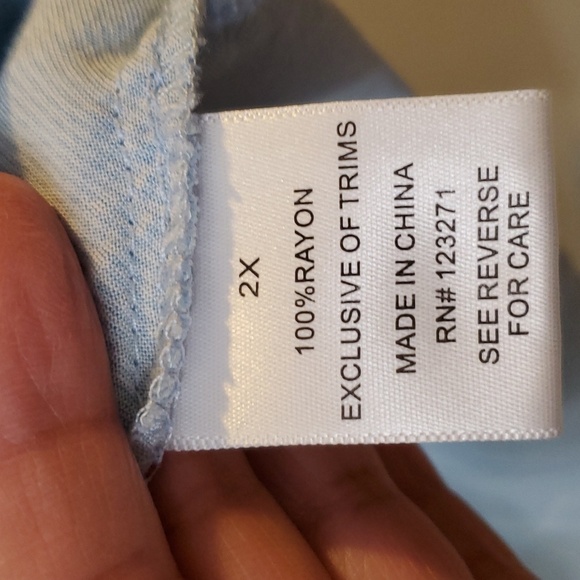 2X
100%RAYON
EXCLUSIVE OF TRIMS
MADE IN CHINA
RN# 123271
SEE REVERSE
FOR CARE